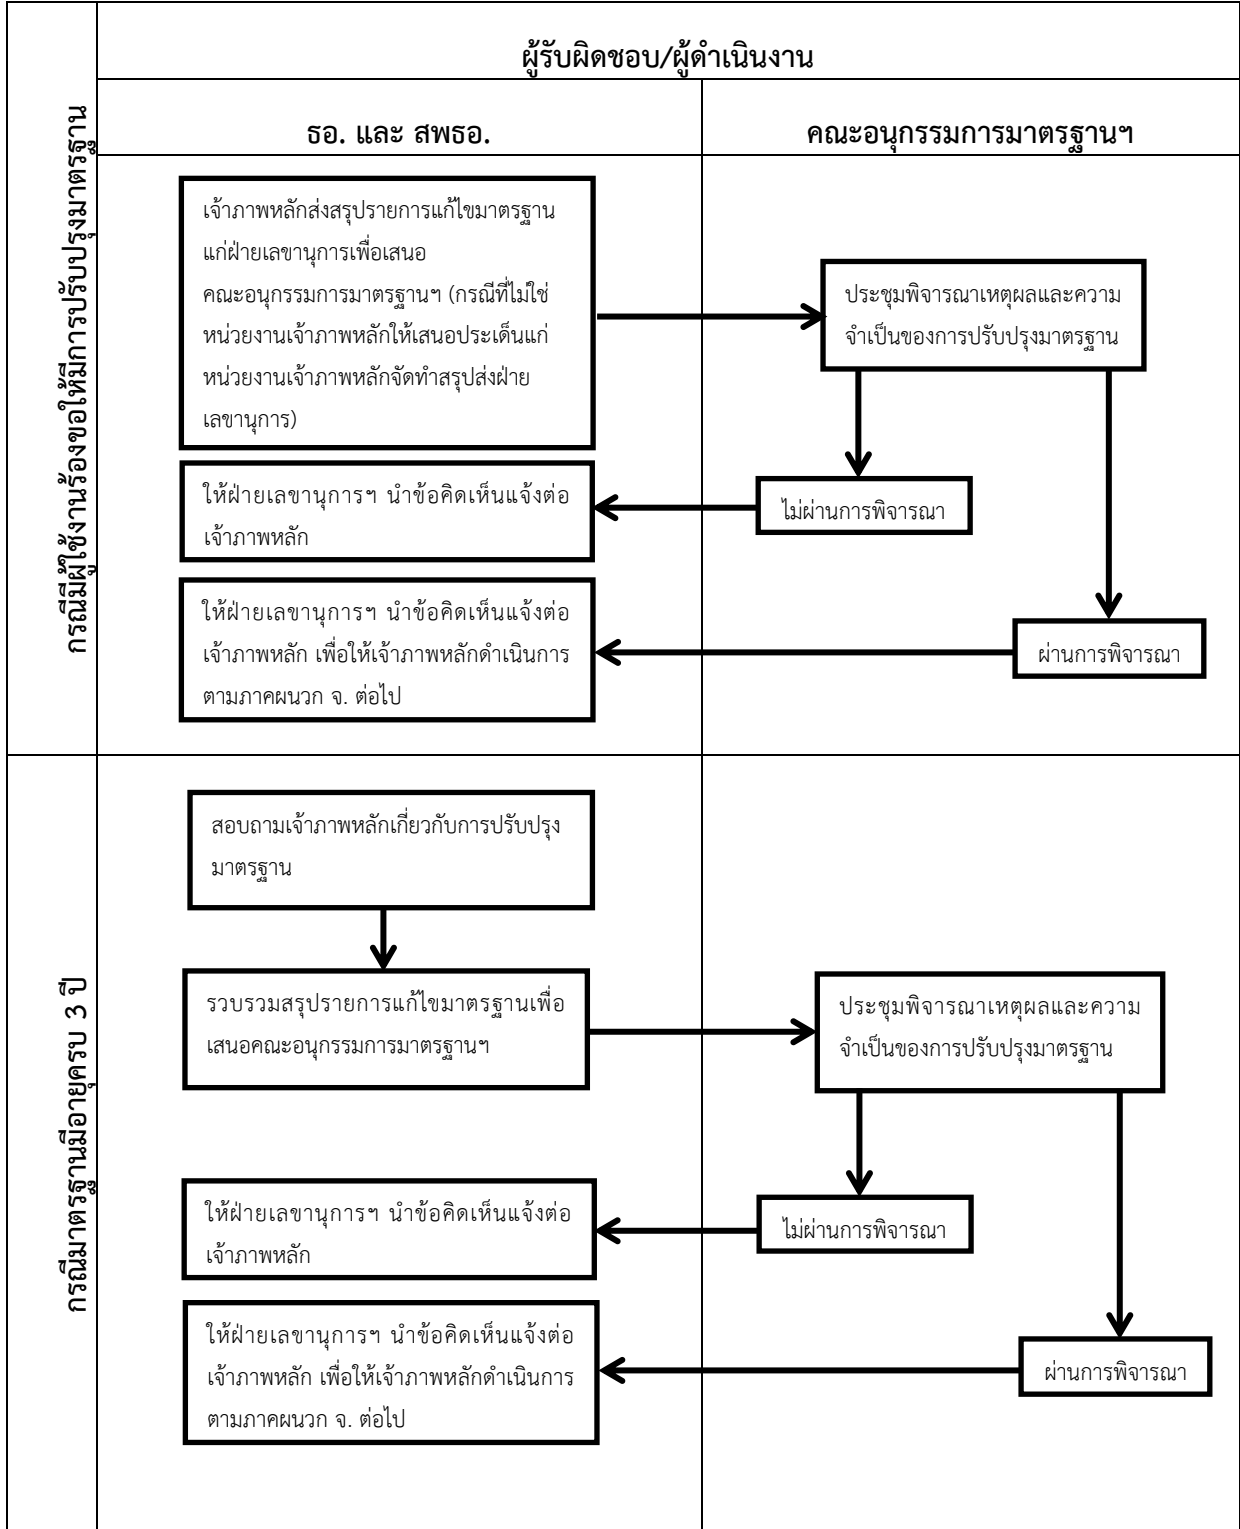 ผู้รับผิดชอบ/ผู้ดำเนินงาน
ธอ. และ สพธอ.
คณะอนุกรรมการมาตรฐานฯ
กรณีมีผู้ใช้งานร้องขอให้มีการปรับปรุงมาตรฐาน
เจ้าภาพหลักส่งสรุปรายการแก้ไขมาตรฐาน
แก่ฝ่ายเลขานุการเพื่อเสนอ
คณะอนุกรรมการมาตรฐานฯ (กรณีที่ไม่ใช่
หน่วยงานเจ้าภาพหลักให้เสนอประเด็นแก่
หน่วยงานเจ้าภาพหลักจัดทำสรุปส่งฝ่าย
เลขานุการ)
ประชุมพิจารณาเหตุผลและความ
จำเป็นของการปรับปรุงมาตรฐาน
ไม่ผ่านการพิจารณา
ให้ฝ่ายเลขานุการฯ นำข้อคิดเห็นแจ้งต่อ
เจ้าภาพหลัก
ผ่านการพิจารณา
ให้ฝ่ายเลขานุการฯ นำข้อคิดเห็นแจ้งต่อ
เจ้าภาพหลัก เพื่อให้เจ้าภาพหลักดำเนินการ
ตามภาคผนวก จ. ต่อไป
กรณีมาตรฐานมีอายุครบ 3 ปี
สอบถามเจ้าภาพหลักเกี่ยวกับการปรับปรุง
มาตรฐาน
รวบรวมสรุปรายการแก้ไขมาตรฐานเพื่อ
เสนอคณะอนุกรรมการมาตรฐานฯ
ประชุมพิจารณาเหตุผลและความ
จำเป็นของการปรับปรุงมาตรฐาน
ไม่ผ่านการพิจารณา
ให้ฝ่ายเลขานุการฯ นำข้อคิดเห็นแจ้งต่อ
เจ้าภาพหลัก
ผ่านการพิจารณา
ให้ฝ่ายเลขานุการฯ นำข้อคิดเห็นแจ้งต่อ
เจ้าภาพหลัก เพื่อให้เจ้าภาพหลักดำเนินการ
ตามภาคผนวก จ. ต่อไป